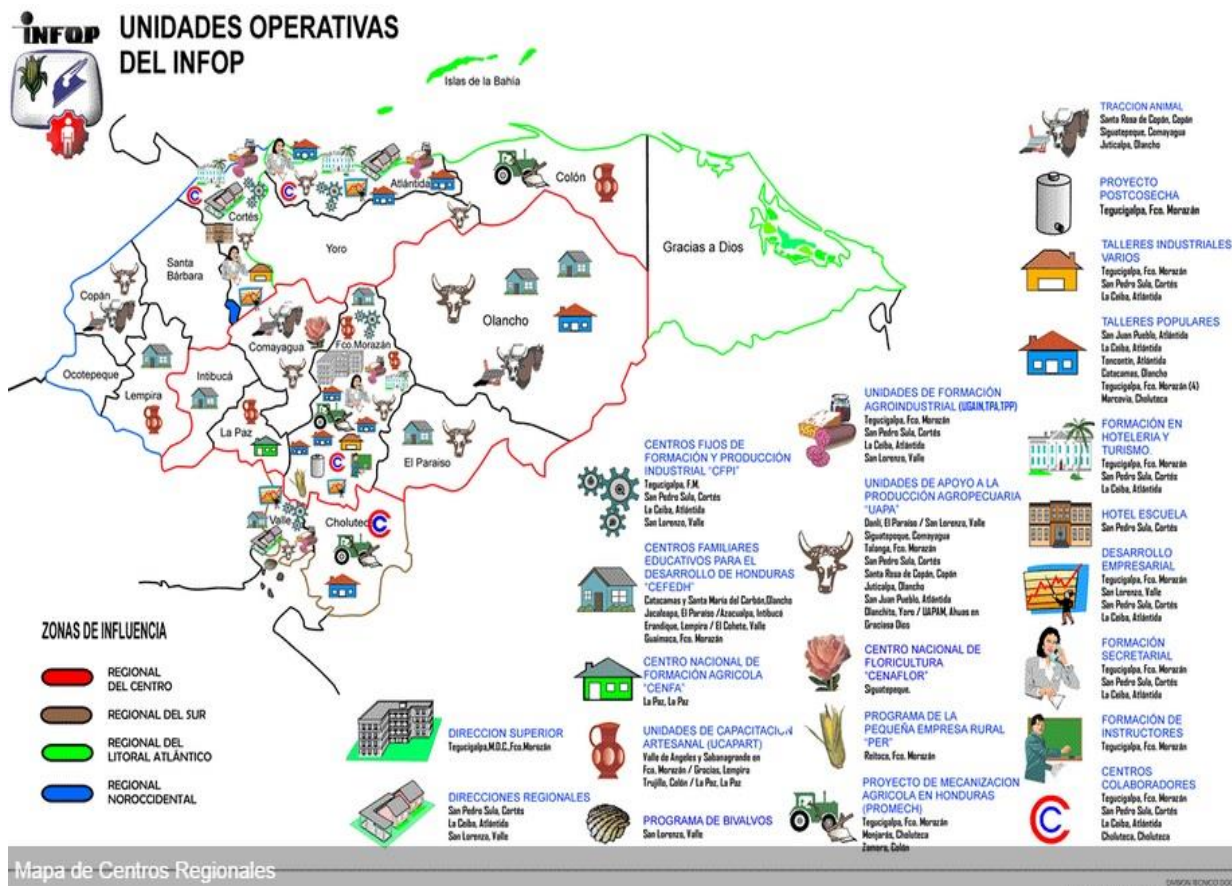 INFOP
UNIDADES OPERATIVAS
DEL INFOP
Islas de la Bahía
Colón
Atlántida
Cortés
Yoro
Gracias a Dios
Santa
Bárbara
Copán
Olancho
Comayagua
Fco. Morazán
Ocotepeque
Intibucá
Lempira
La Paz
El Paraiso
Valle
Cholutec
ZONAS DE INFLUENCIA
REGIONAL
DEL CENTRO
REGIONAL DEL SUR
REGIONAL DEL
LITORAL ATLÁNTICO
REGIONAL
NOROCCIDENTAL
DIRECCION SUPERIOR
Tegucigalpa,M.D.C.,Fco.Morazán
DIRECCIONES REGIONALES
San Pedro Sula, Cortés
La Ceiba, Atlántida
San Lorenzo, Valle
CENTROS FIJOS DE
FORMACIÓN Y PRODUCCIÓN
INDUSTRIAL "CFPI"
Tegucigalpa, F.M.
San Pedro Sula, Cortés
La Ceiba, Atlántida
San Lorenzo, Valle
CENTROS FAMILIARES
EDUCATIVOS PARA EL
DESARROLLO DE HONDURAS
"CEFEDH"
Catacamas y Santa María del Carbón,Olancho
Jacaleapa, El Paraiso /Azacualpa, Intibucá
Erandique, Lempira / El Cohete, Valle
Guaimaca, Fco. Morazán
CENTRO NACIONAL DE
FORMACIÓN AGRICOLA
"CENFA"
La Paz, La Paz
UNIDADES DE CAPACITACION
ARTESANAL (UCAPART)
Valle de Angeles y Sabanagrande en
Fco. Morazán / Gracias, Lempira
Trujillo, Colón / La Paz, La Paz
PROGRAMA DE BIVALVOS
San Lorenzo, Valle
UNIDADES DE FORMACIÓN
AGROINDUSTRIAL (UGAIN,TPA,TPP)
Tegucigalpa, Fco. Morazán
San Pedro Sula, Cortés
La Ceiba, Atlántida
San Lorenzo, Valle
UNIDADES DE APOYO A LA
PRODUCCIÓN AGROPECUARIA
"UAPA"
Danlí, El Paraíso / San Lorenzo, Valle
Siguatepeque, Comayagua
Talanga, Fco. Morazán
San Pedro Sula, Cortés
Santa Rosa de Copán, Copán
Juticalpa, Olancho
San Juan Pueblo, Atlántida
Olanchito, Yoro / UAPAM, Ahuas en
Graciasa Dios
CENTRO NACIONAL DE
FLORICULTURA
"CENAFLOR"
Siguatepeque.
PROGRAMA DE LA
PEQUEÑA EMPRESA RURAL
"PER"
Reitoca, Fco. Morazán
PROYECTO DE MECANIZACION
AGRICOLA EN HONDURAS
(PROMECH)
Tegucigalpa, Fco. Morazán
Monjarás, Choluteca
Zamora, Colón
TRACCION ANIMAL
Santa Rosa de Copán, Copán
Siguatepeque, Comayagua
Juticalpa, Olancho
PROYECTO
POSTCOSECHA
Tegucigalpa, Fco. Morazán
TALLERES INDUSTRIALES
VARIOS
Tegucigalpa, Fco. Morazán
San Pedro Sula, Cortés
La Ceiba, Atlántida
TALLERES POPULARES
San Juan Pueblo, Atlántida
La Ceiba, Atlántida
Toncontín, Atlántida
Catacamas, Olancho
Tegucigalpa, Fco. Morazán (4)
Marcovia, Choluteca
FORMACIÓN EN
HOTELERIA Y
TURISMO.
Tegucigalpa, Fco. Morazán
San Pedro Sula, Cortés
La Ceiba, Atlántida
HOTEL ESCUELA
San Pedro Sula, Cortés
DESARROLLO
EMPRESARIAL
Tegucigalpa, Fco. Morazán
San Lorenzo, Valle
San Pedro Sula, Cortés
La Ceiba, Atlántida
FORMACIÓN
SECRETARIAL
Tegucigalpa, Fco. Morazán
San Pedro Sula, Cortés
La Ceiba, Atlántida
FORMACIÓN DE
INSTRUCTORES
Tegucigalpa, Fco. Morazán
CENTROS
COLABORADORES
Tegucigalpa, Fco. Morazán
San Pedro Sula, Cortés
La Ceiba, Atlántida
Choluteca, Choluteca
Mapa de Centros Regionales